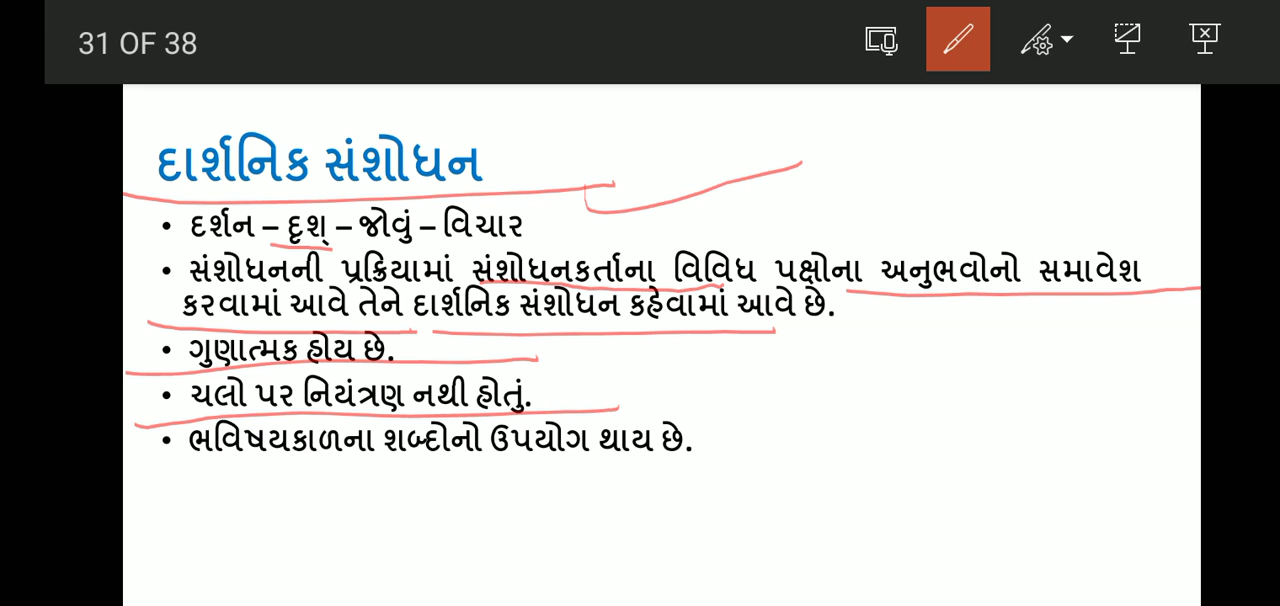 31 OF 38
દાર્શનિક સંશોધન
• દર્શન – દૃશ્ – જોવું – વિચાર
• સંશોધનની પ્રક્રિયામાં સંશોધનકર્તાના વિવિધ પક્ષોના અનુભવોનો સમાવેશ
કરવામાં આવે તેને દાર્શનિક સંશોધન કહેવામાં આવે છે.
• ગુણાત્મક હોય છે.
• ચલો પર નિયંત્રણ નથી હોતું.
• ભવિષયકાળના શબ્દોનો ઉપયોગ થાય છે.